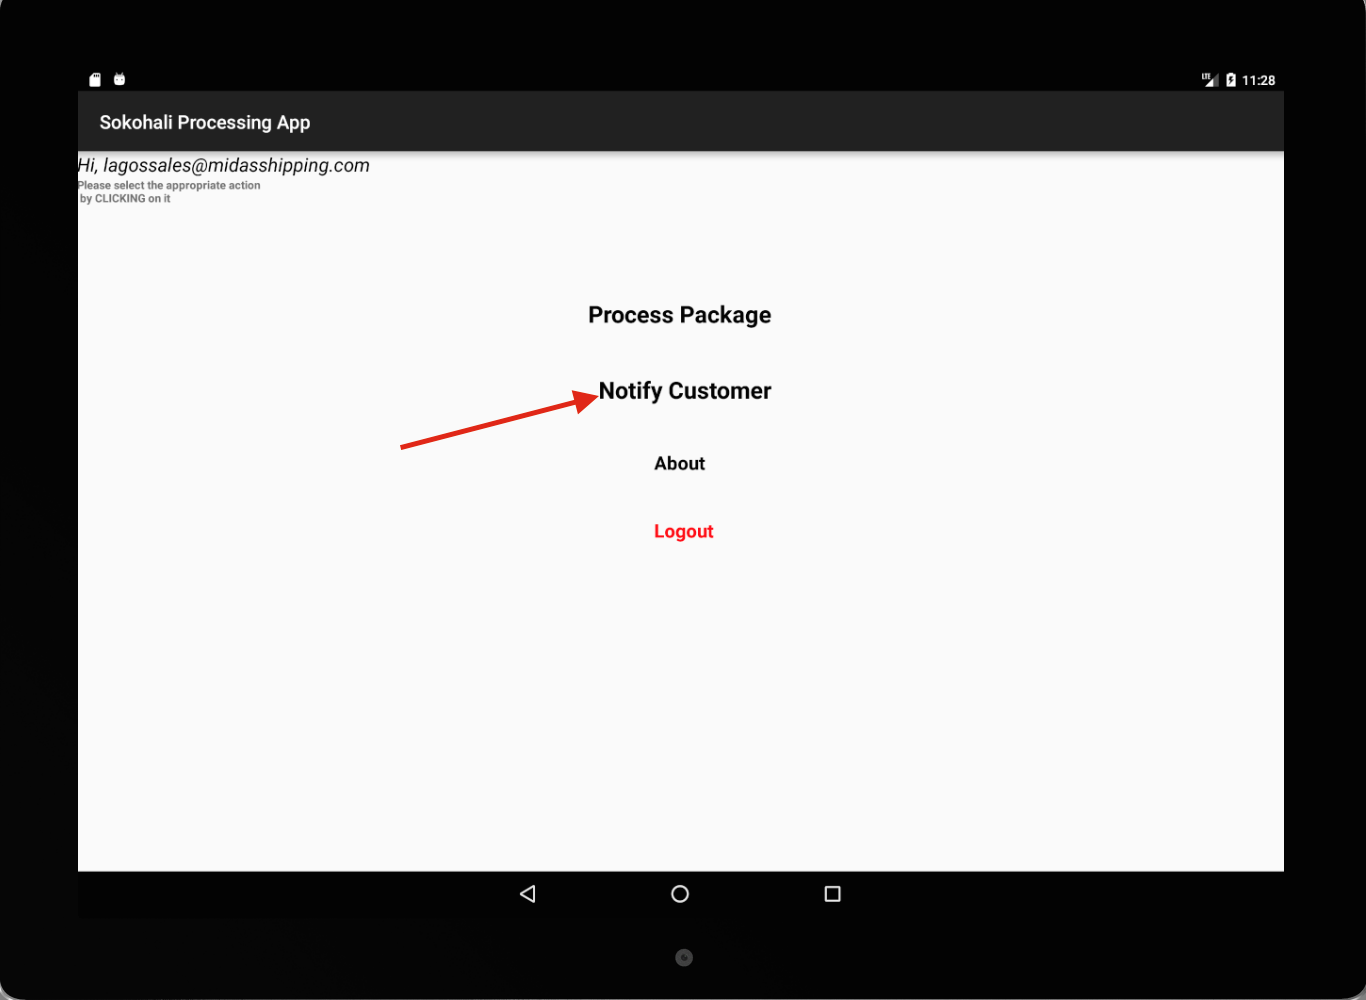 LTE 11:28
Sokohali Processing App
Hi, lagossales@midasshipping.com
Please select the appropriate action
by CLICKING on it
Process Package
Notify Customer
About
Logout